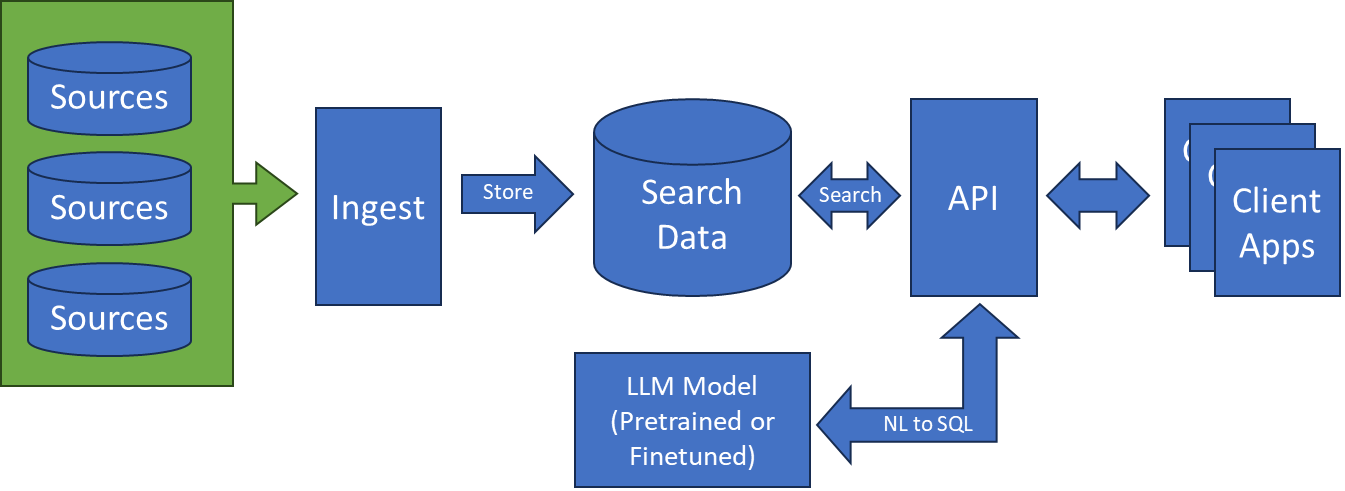 Sources
Sources
Sources
Ingest
Store
Search
Data
Search
API
Client
Apps
LLM Model
(Pretrained or
Finetuned)
NL to SQL